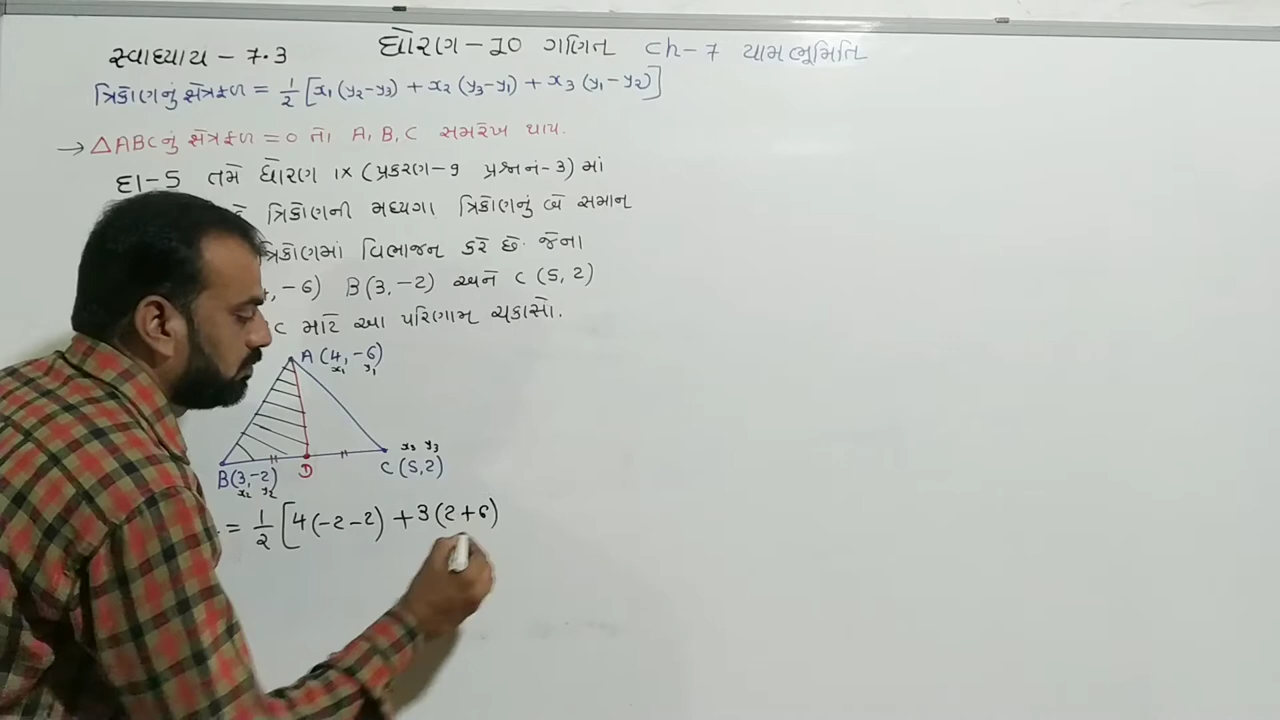 સ્વાધ્યાય - 7.3 ધોરણ - 10 ગણિત ch - 7 યામભૂમિતિ
ત્રિકોણનું ક્ષેત્રફળ = 1/2 [x1 (y2-y3) + x2 (y3-y1) + x3 (y1-y2)]
→ △ABCનું ક્ષેત્રફળ = 0 તો A, B, C સમરેખ થાય.
દા-5 તમે ધોરણ IX (પ્રકરણ-9 પ્રશ્ન નં-3) માં
ત્રિકોણની મધ્યગા ત્રિકોણનું બે સમાન
ત્રિકોણમાં વિભાજન કરે છે. જેના
, -6) B(3, -2) અને C (5, 2)
C માટે આ પરિણામ ચકાસો.
A (4, -6)
x1 y1
x3 y3
B(3,-2) D C (5,2)
x2 y2
= 1/2 [4(-2-2) + 3(2+6)